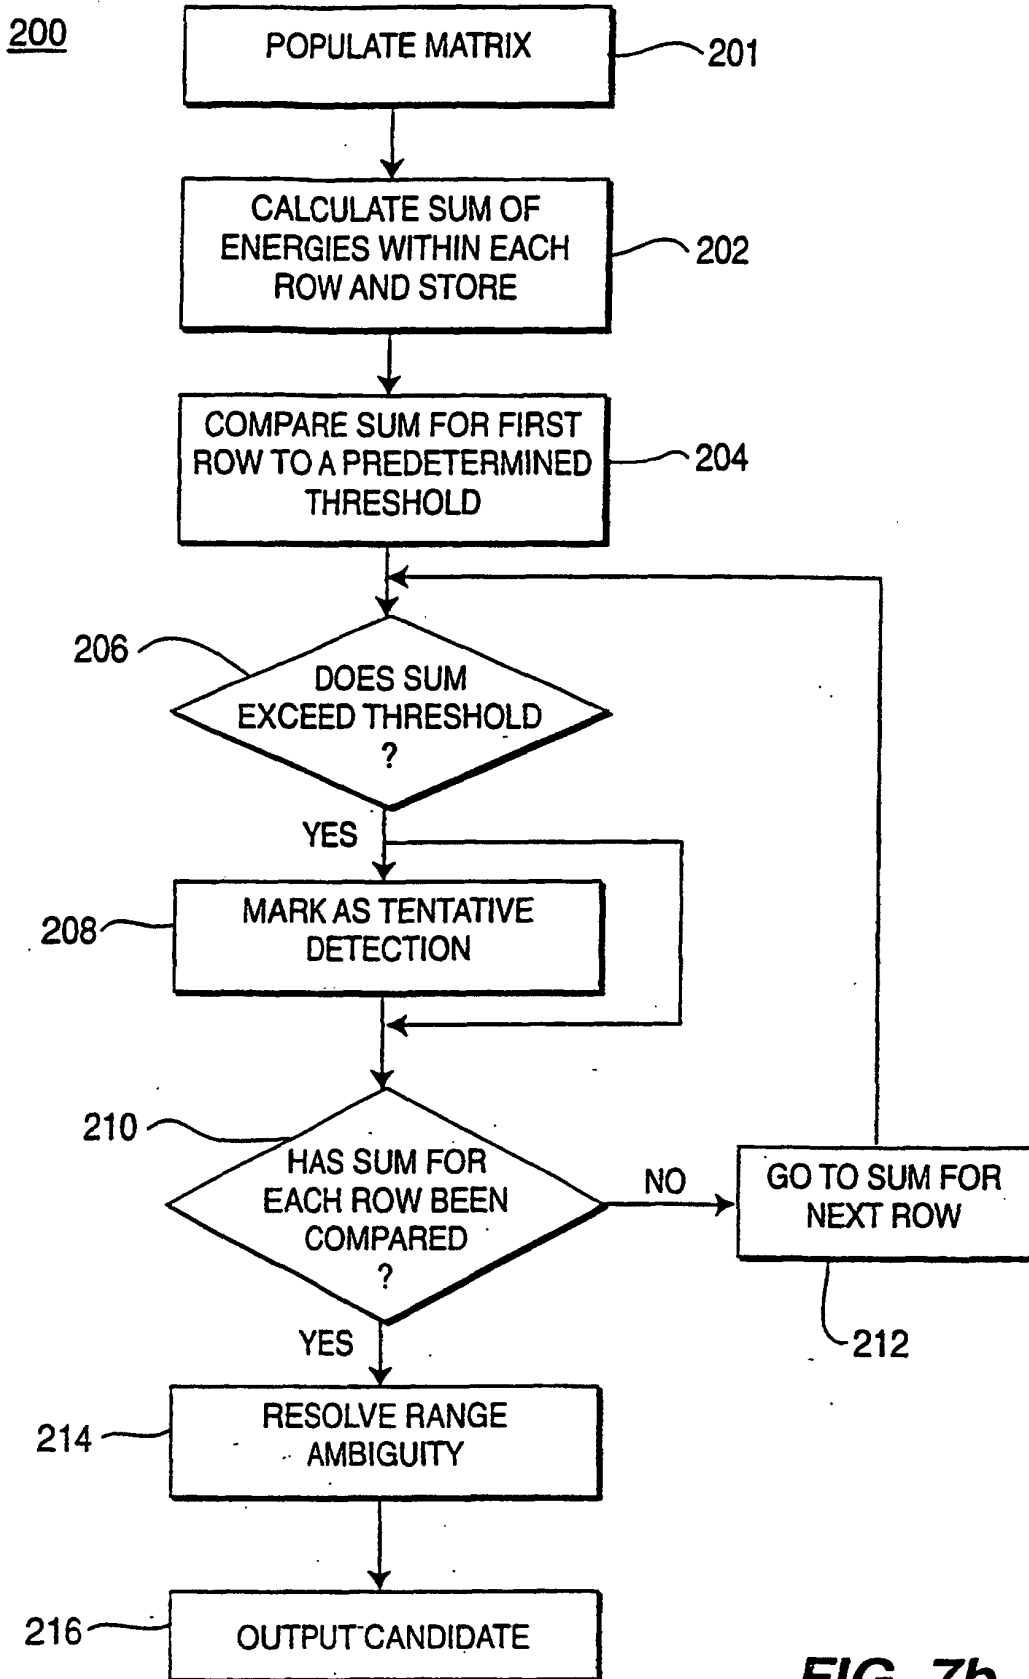 200
POPULATE MATRIX
201
CALCULATE SUM OF
ENERGIES WITHIN EACH
ROW AND STORE
202
COMPARE SUM FOR FIRST
ROW TO A PREDETERMINED
THRESHOLD
204
206
DOES SUM
EXCEED THRESHOLD
?
YES
208
MARK AS TENTATIVE
DETECTION
210
HAS SUM FOR
EACH ROW BEEN
COMPARED
?
NO
GO TO SUM FOR
NEXT ROW
212
YES
214
RESOLVE RANGE
AMBIGUITY
216
OUTPUT CANDIDATE
FIG. 7b